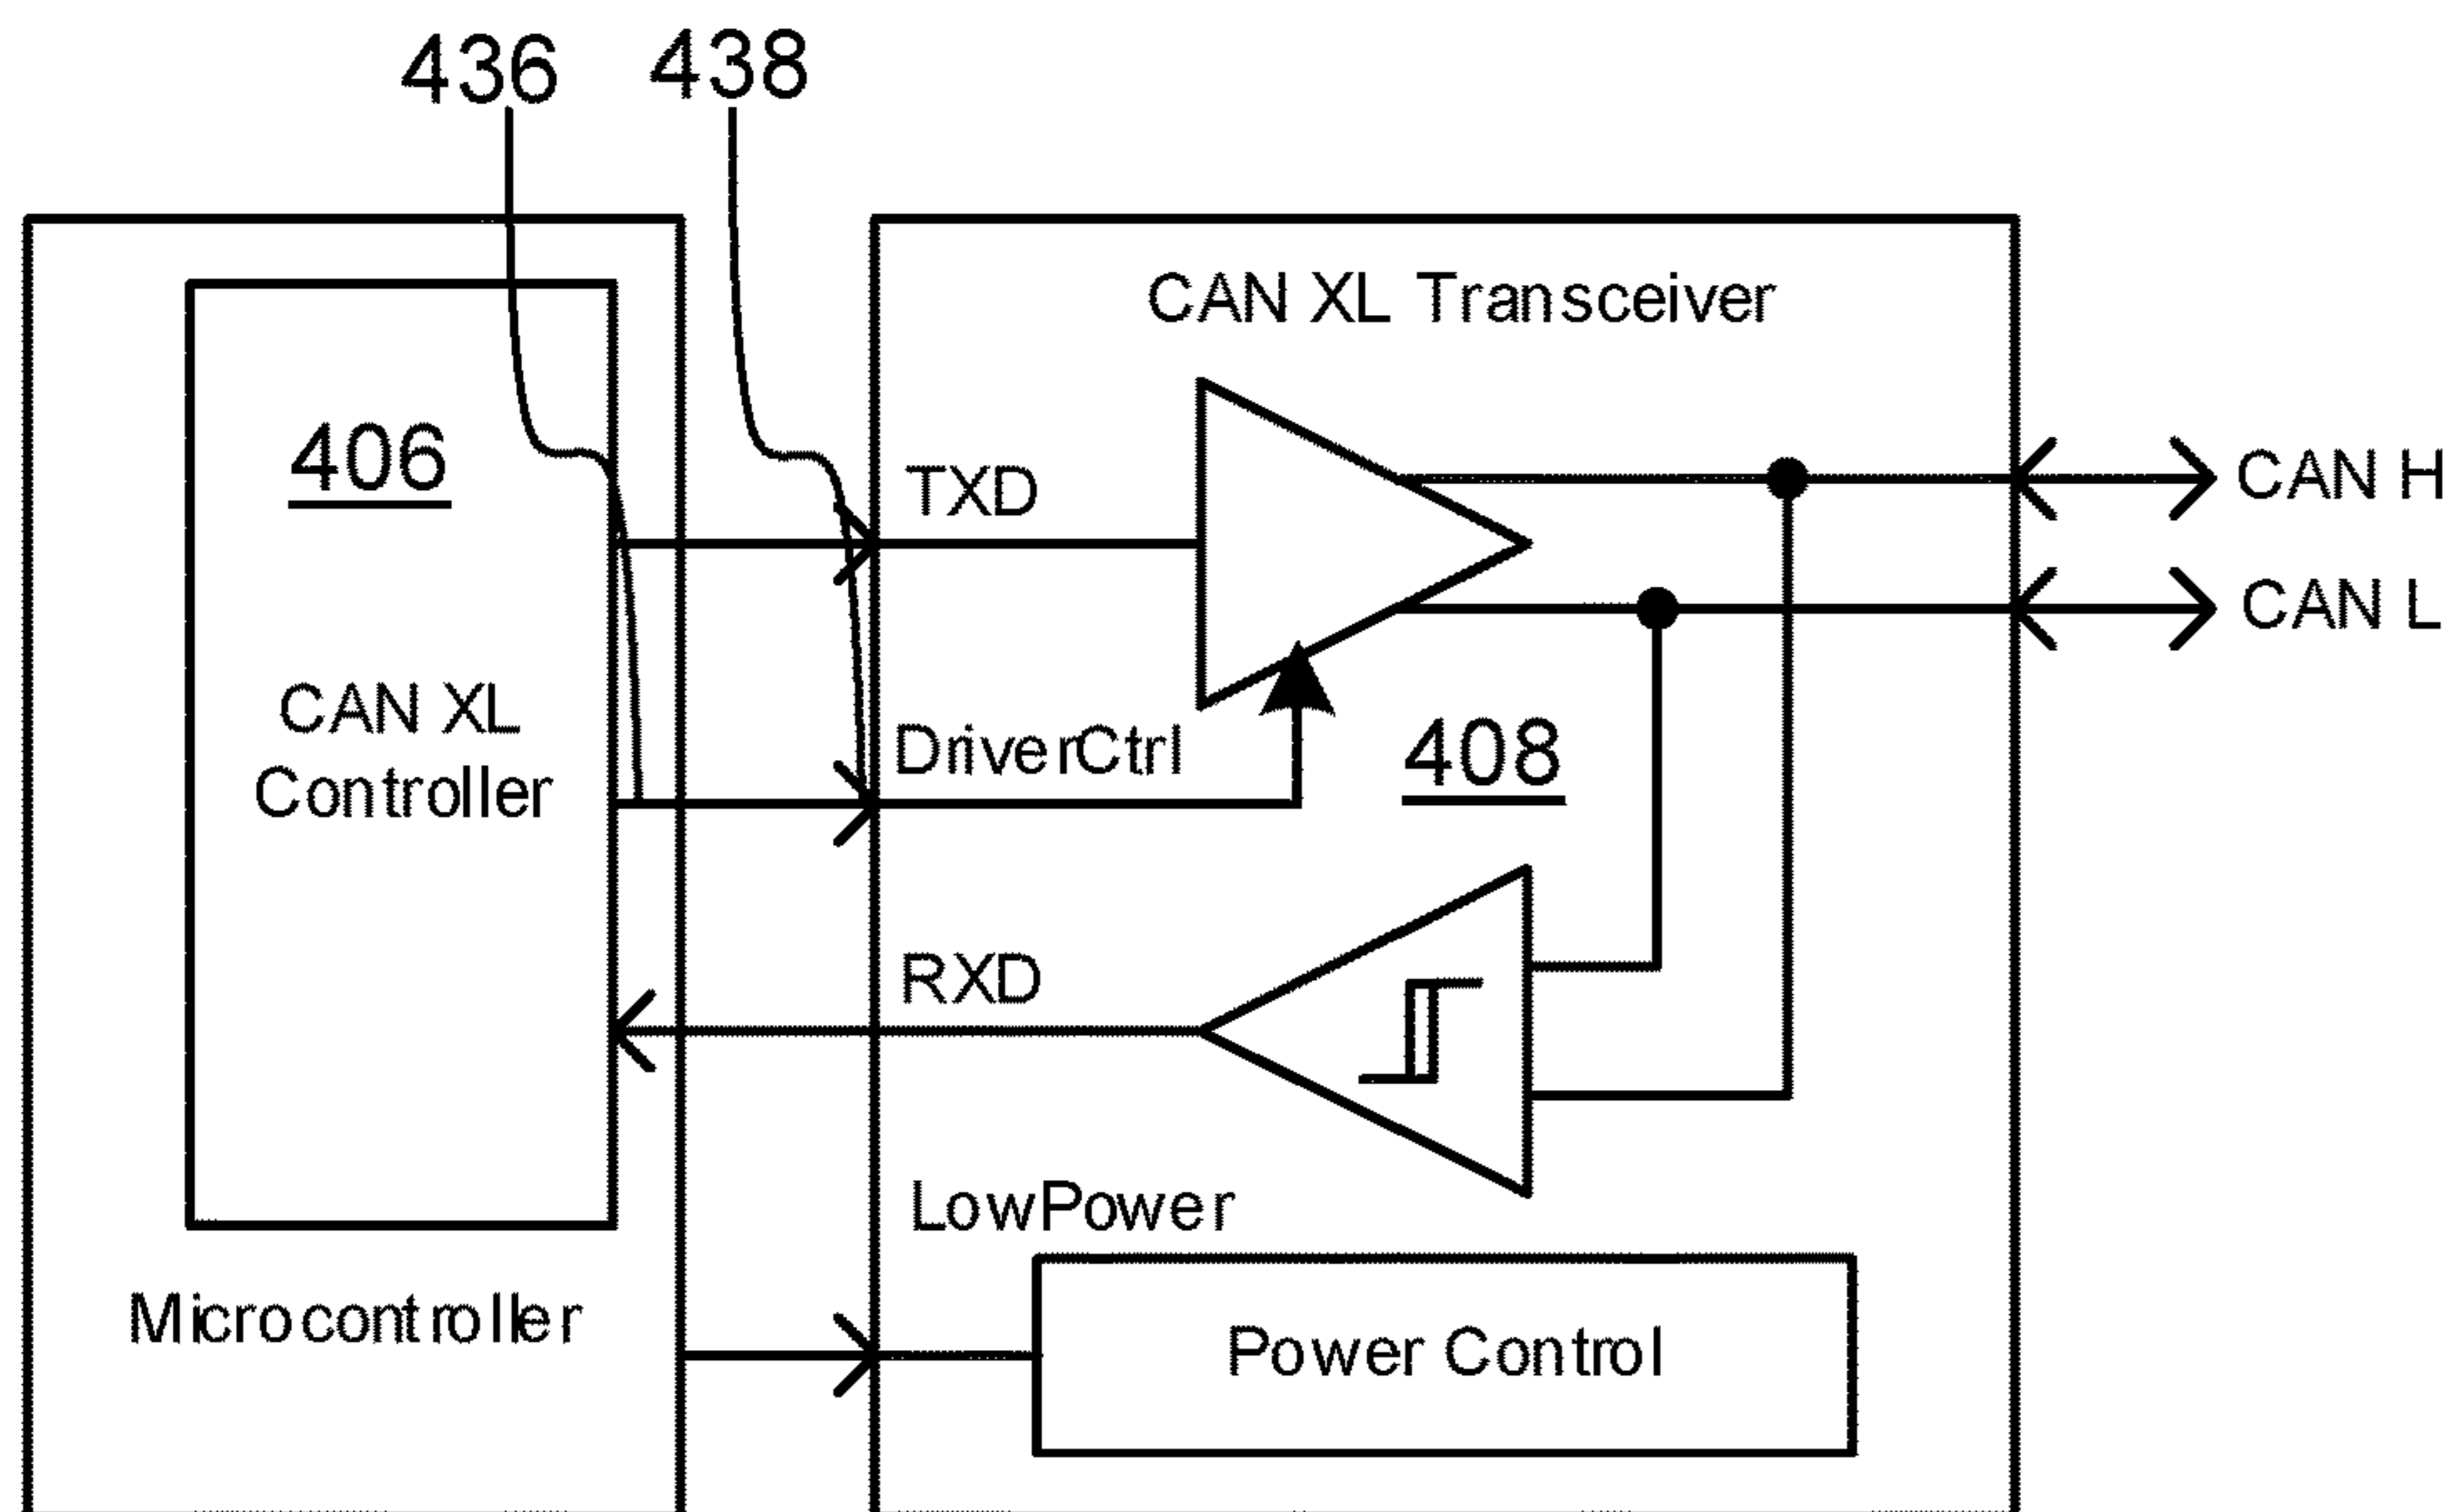 436
438
CAN XL Transceiver
406
TXD
CAN H
CAN L
CAN XL
Controller
DriverCtrl
408
RXD
LowPower
Microcontroller
Power Control